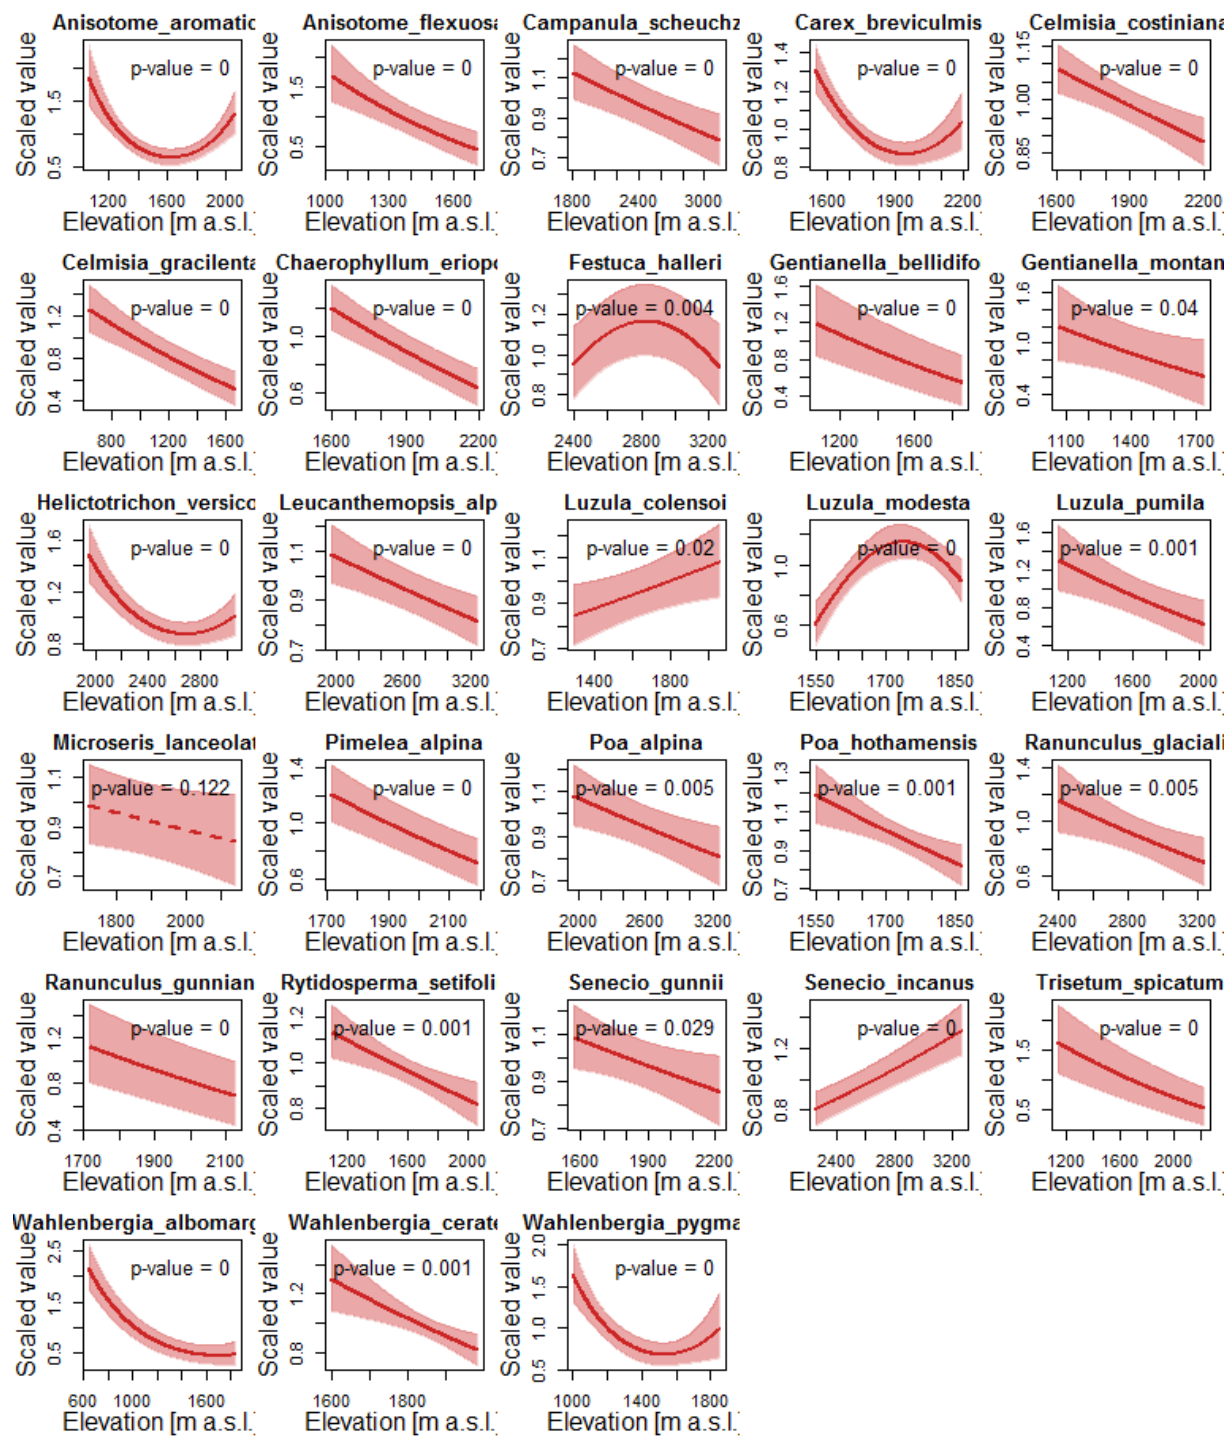 Anisotome_aromatic Anisotome_flexuosa Campanula_scheuchz Carex_breviculmis Celmisia_costiniana
p-value = 0 p-value = 0 p-value = 0 p-value = 0 p-value = 0
Scaled value Scaled value Scaled value Scaled value Scaled value
0.5 1.5 0.5 1.5 0.7 0.9 1.1 0.8 1.0 1.2 1.4 0.85 1.00 1.15
1200 1600 2000 1000 1300 1600 1800 2400 3000 1600 1900 2200 1600 1900 2200
Elevation [m a.s.l.] Elevation [m a.s.l.] Elevation [m a.s.l.] Elevation [m a.s.l.] Elevation [m a.s.l.]
Celmisia_gracilenta Chaerophyllum_eriopo Festuca_halleri Gentianella_bellidifo Gentianella_montan
p-value = 0 p-value = 0 p-value = 0.004 p-value = 0 p-value = 0.04
Scaled value Scaled value Scaled value Scaled value Scaled value
0.4 0.8 1.2 0.6 1.0 0.8 1.0 1.2 0.4 0.8 1.2 1.6 0.4 1.0 1.6
800 1200 1600 1600 1900 2200 2400 2800 3200 1200 1600 1100 1400 1700
Elevation [m a.s.l.] Elevation [m a.s.l.] Elevation [m a.s.l.] Elevation [m a.s.l.] Elevation [m a.s.l.]
Helictotrichon_versico Leucanthemopsis_alp Luzula_colensoi Luzula_modesta Luzula_pumila
p-value = 0 p-value = 0 p-value = 0.02 p-value = 0 p-value = 0.001
Scaled value Scaled value Scaled value Scaled value Scaled value
0.8 1.2 1.6 0.7 0.9 1.1 0.7 0.9 1.1 0.6 1.0 0.4 0.8 1.2 1.6
2000 2400 2800 2000 2600 3200 1400 1800 1550 1700 1850 1200 1600 2000
Elevation [m a.s.l.] Elevation [m a.s.l.] Elevation [m a.s.l.] Elevation [m a.s.l.] Elevation [m a.s.l.]
Microseris_lanceolat Pimelea_alpina Poa_alpina Poa_hothamensis Ranunculus_glaciali
p-value = 0.122 p-value = 0 p-value = 0.005 p-value = 0.001 p-value = 0.005
Scaled value Scaled value Scaled value Scaled value Scaled value
0.7 0.9 1.1 0.6 1.0 1.4 0.7 0.9 1.1 0.7 0.9 1.1 1.3 0.6 1.0 1.4
1800 2000 1700 1900 2100 2000 2600 3200 1550 1700 1850 2400 2800 3200
Elevation [m a.s.l.] Elevation [m a.s.l.] Elevation [m a.s.l.] Elevation [m a.s.l.] Elevation [m a.s.l.]
Ranunculus_gunnian Rytidosperma_setifoli Senecio_gunnii Senecio_incanus Trisetum_spicatum
p-value = 0 p-value = 0.001 p-value = 0.029 p-value = 0 p-value = 0
Scaled value Scaled value Scaled value Scaled value Scaled value
0.4 0.8 1.2 0.8 1.0 1.2 0.7 0.9 1.1 0.8 1.2 0.5 1.5
1700 1900 2100 1200 1600 2000 1600 1900 2200 2400 2800 3200 1200 1600 2000
Elevation [m a.s.l.] Elevation [m a.s.l.] Elevation [m a.s.l.] Elevation [m a.s.l.] Elevation [m a.s.l.]
Wahlenbergia_albomarg Wahlenbergia_cerate Wahlenbergia_pygma
p-value = 0 p-value = 0.001 p-value = 0
Scaled value Scaled value Scaled value
0.5 1.5 2.5 0.8 1.2 0.5 1.0 1.5 2.0
600 1000 1600 1600 1800 1000 1400 1800
Elevation [m a.s.l.] Elevation [m a.s.l.] Elevation [m a.s.l.]